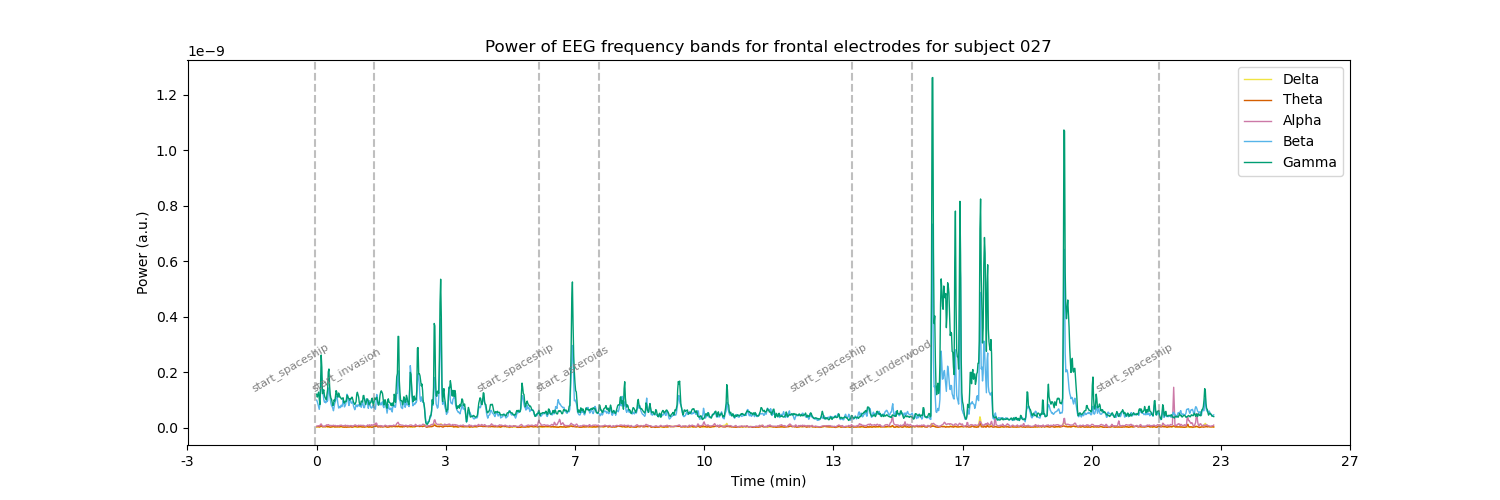 Power of EEG frequency bands for frontal electrodes for subject 027
1e−9
1.2
1.0
0.8
0.6
0.4
0.2
0.0
Power (a.u.)
Delta
Theta
Alpha
Beta
Gamma
start_spaceship
start_invasion
start_spaceship
start_asteroids
start_spaceship
start_underwood
start_spaceship
-3
0
3
7
10
13
17
20
23
27
Time (min)